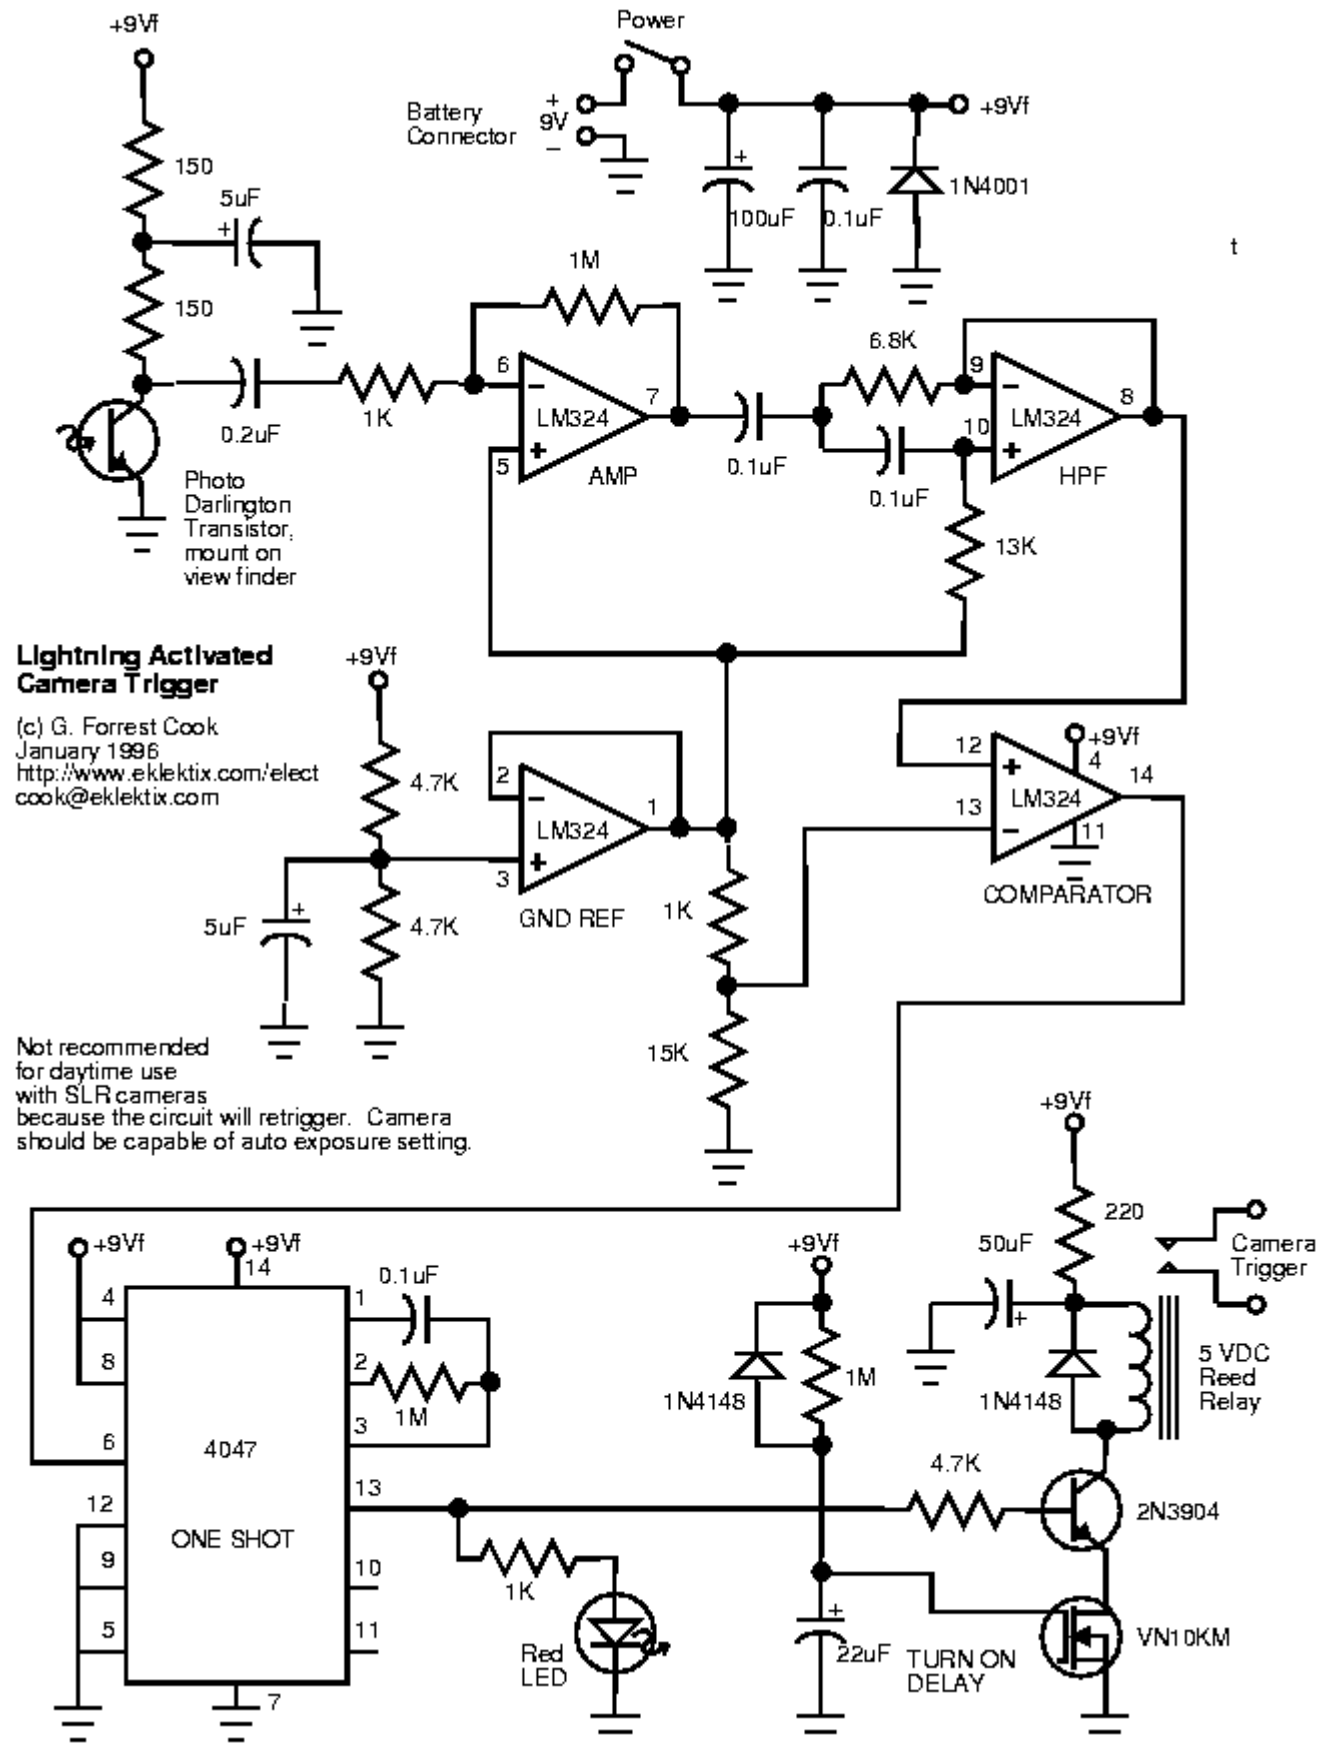 +9Vf
Power
Battery
Connector
+
9V
–
+9Vf
150
5uF
+
+
100uF
0.1uF
1N4001
t
150
1M
6.8K
0.2uF
1K
6
–
LM324
7
+
5
AMP
0.1uF
0.1uF
9
–
LM324
8
10
+
HPF
13K
Photo
Darlington
Transistor,
mount on
view finder
Lightning Activated
Camera Trigger
(c) G. Forrest Cook
January 1996
http://www.eklektix.com/elect
cook@eklektix.com
+9Vf
4.7K
+
5uF
4.7K
2
–
LM324
1
+
3
GND REF
1K
15K
12
+
+9Vf
4
14
LM324
13
–
11
COMPARATOR
Not recommended
for daytime use
with SLR cameras
because the circuit will retrigger. Camera
should be capable of auto exposure setting.
+9Vf
+9Vf
14
4
8
6
12
9
5
4047
ONE SHOT
7
1
2
3
13
10
11
0.1uF
1M
1K
Red
LED
+9Vf
1N4148
1M
+
22uF
TURN ON
DELAY
+9Vf
220
50uF
+
Camera
Trigger
1N4148
5 VDC
Reed
Relay
4.7K
2N3904
VN10KM